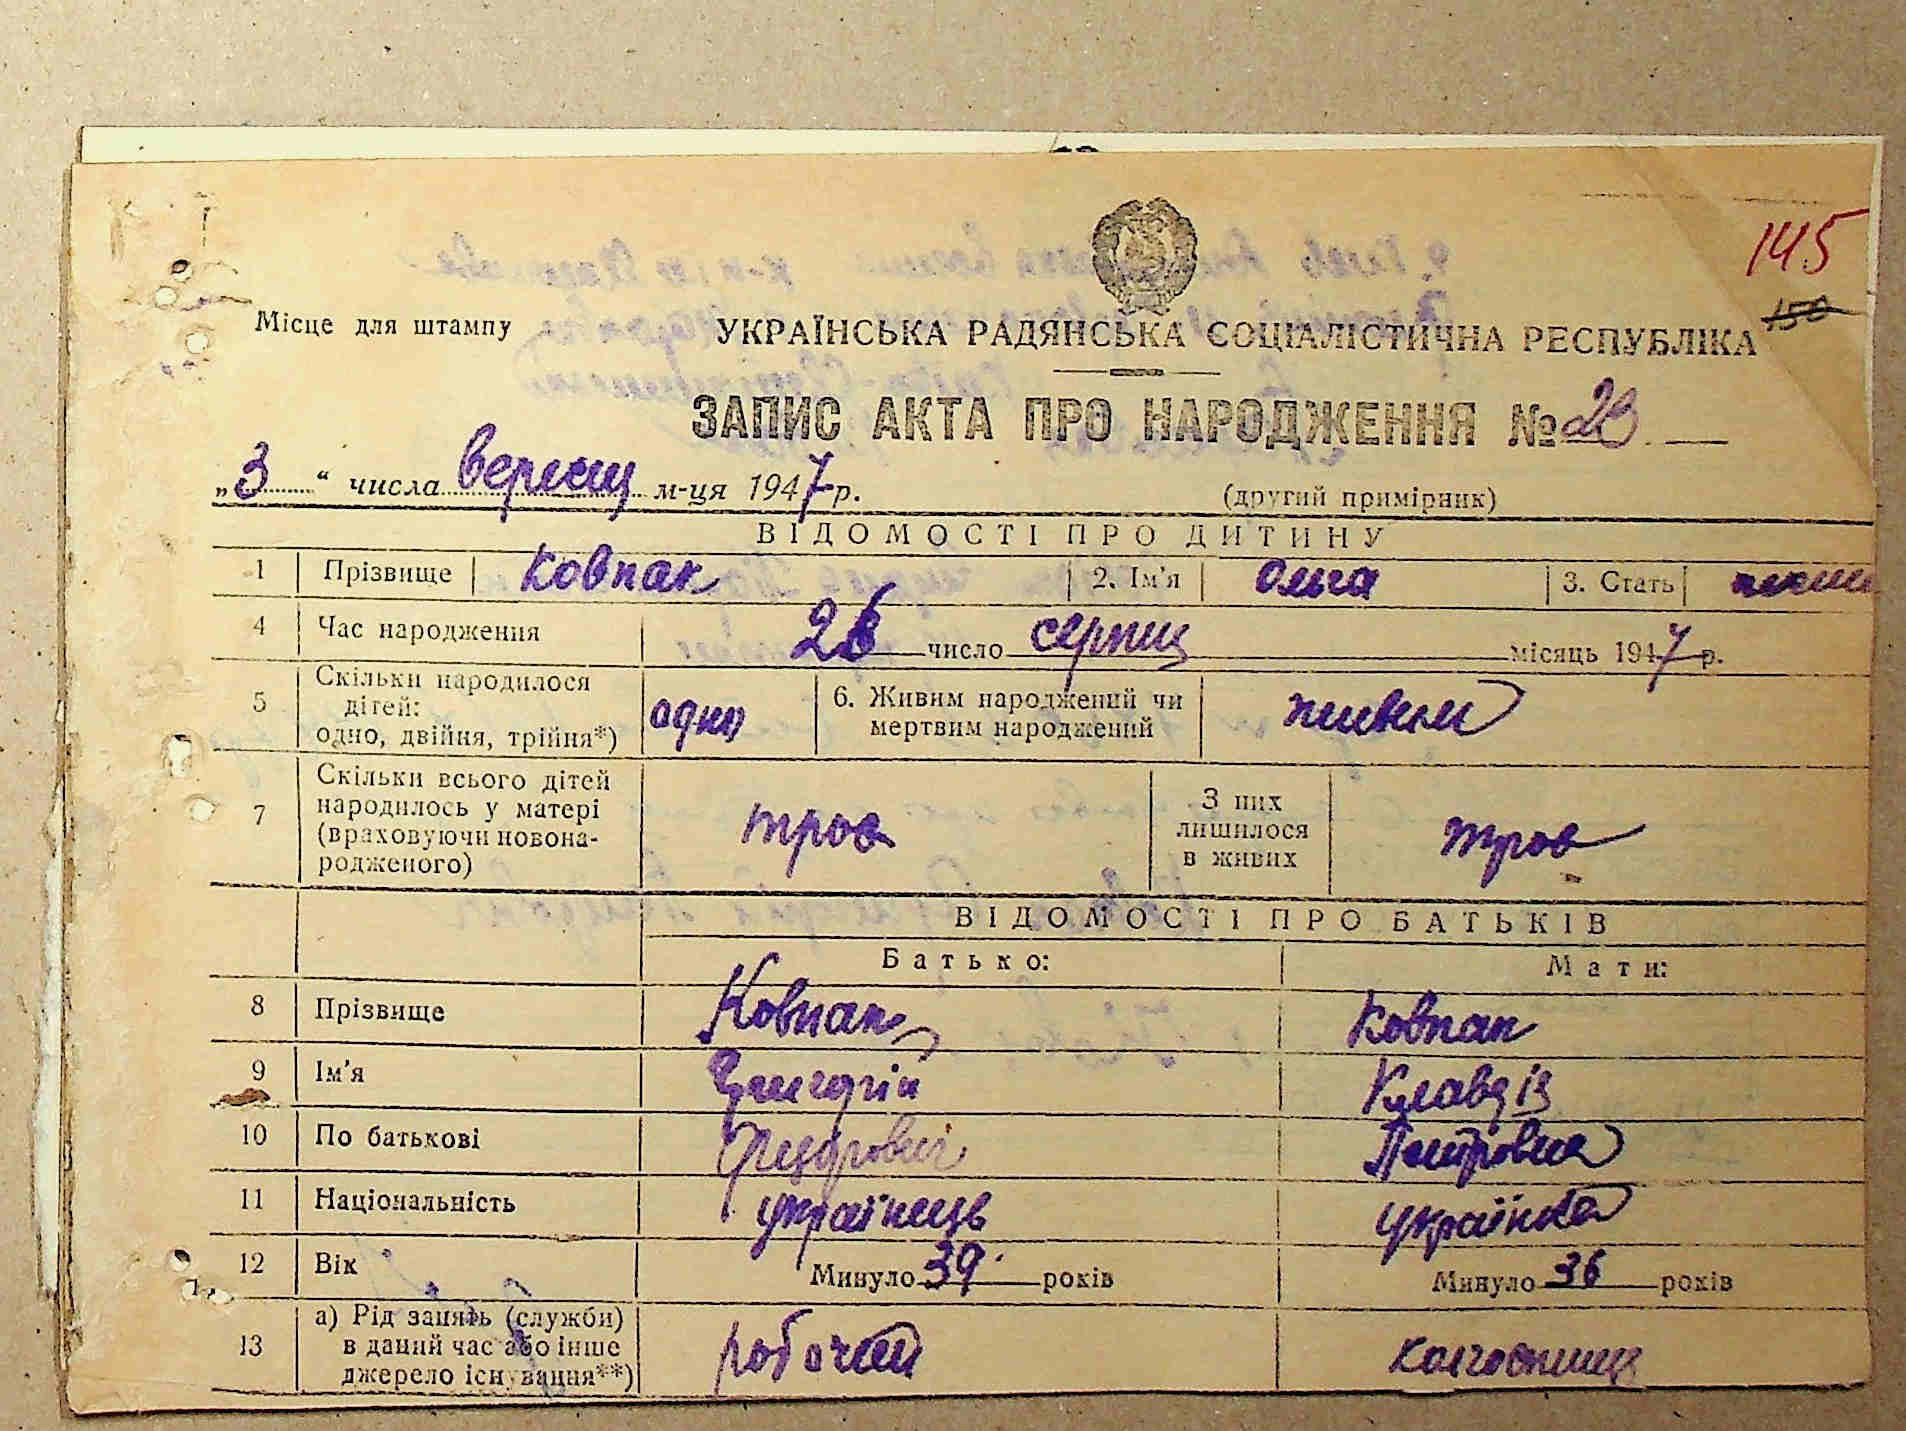 145
150
Місце для штампу
УКРАЇНСЬКА РАДЯНСЬКА СОЦІАЛІСТИЧНА РЕСПУБЛІКА
ЗАПИС АКТА ПРО НАРОДЖЕННЯ №
„3“ числа вересня м-ця 1947 р.
(другий примірник)
ВІДОМОСТІ ПРО ДИТИНУ
1 Прізвище Ковпак 2. Ім'я Ольга 3. Стать
4 Час народження 26 число серпня місяць 1947 р.
5 Скільки народилося дітей: одно, двійня, трійня*) одно 6. Живим народжений чи мертвим народжений живим
7 Скільки всього дітей народилось у матері (враховуючи новонародженого) троє З них лишилося в живих троє
ВІДОМОСТІ ПРО БАТЬКІВ
Батько: Мати:
8 Прізвище Ковпак Ковпак
9 Ім'я Григорій Клавдія
10 По батькові Петровна
11 Національність українець українка
12 Вік Минуло 39 років Минуло 36 років
13 а) Рід занять (служби) в даний час або інше джерело існування**) робочий колгоспниця